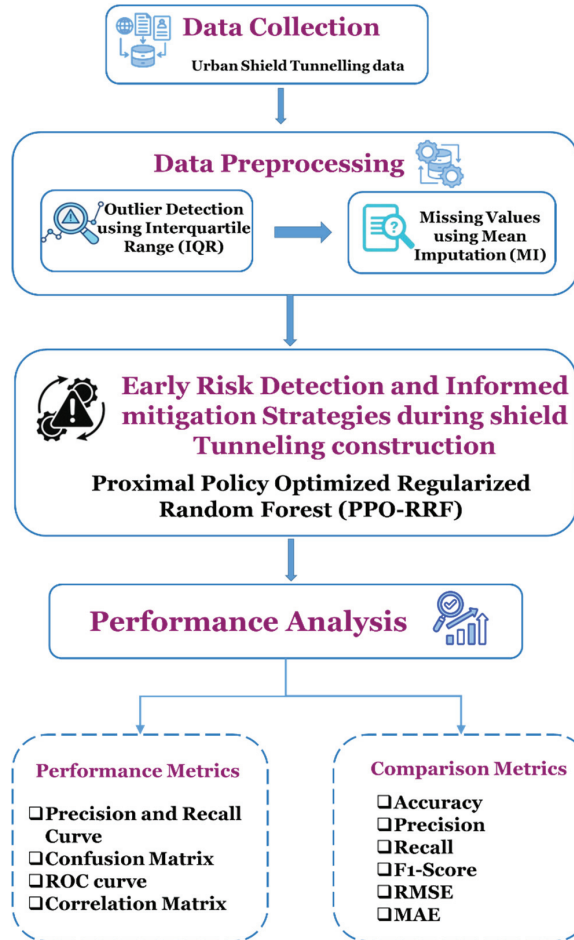 Data Collection
Urban Shield Tunnelling data
Data Preprocessing
Outlier Detection
using Interquartile
Range (IQR)
Missing Values
using Mean
Imputation (MI)
Early Risk Detection and Informed
mitigation Strategies during shield
Tunneling construction
Proximal Policy Optimized Regularized
Random Forest (PPO-RRF)
Performance Analysis
Performance Metrics
❑Precision and Recall
Curve
❑Confusion Matrix
❑ROC curve
❑Correlation Matrix
Comparison Metrics
❑Accuracy
❑Precision
❑Recall
❑F1-Score
❑RMSE
❑MAE